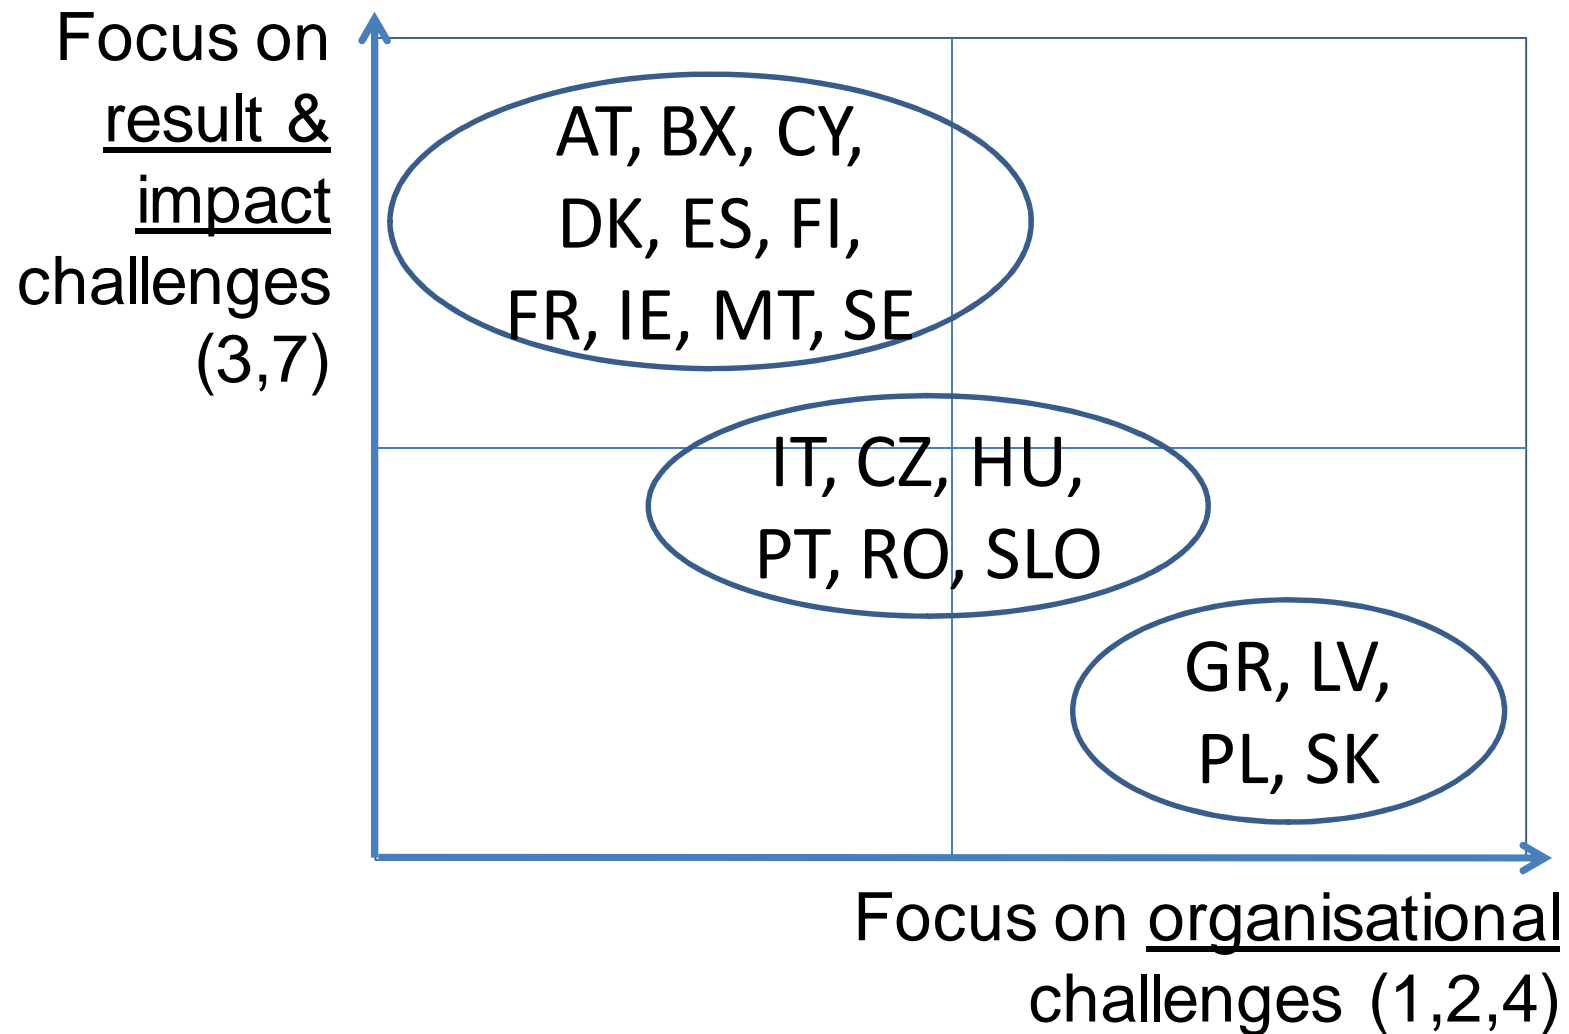 Focus on
result &
impact
challenges
(3,7)
AT, BX, CY,
DK, ES, FI,
FR, IE, MT, SE
IT, CZ, HU,
PT, RO, SLO
GR, LV,
PL, SK
Focus on organisational
challenges (1,2,4)